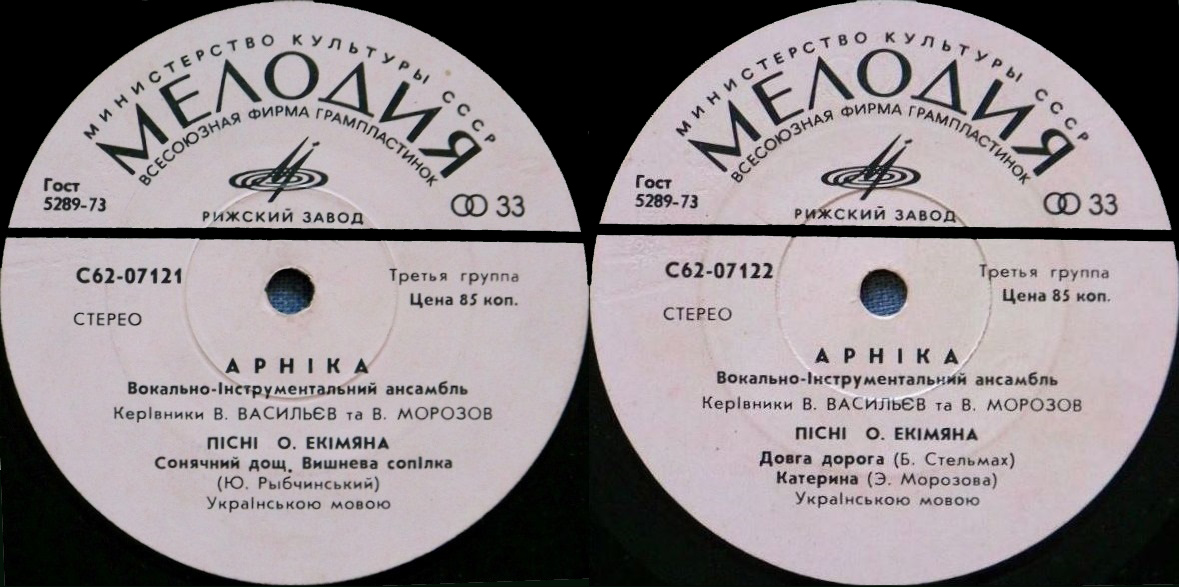 МИНИСТЕРСТВО КУЛЬТУРЫ СССР
МЕЛОДИЯ
ВСЕСОЮЗНАЯ ФИРМА ГРАМПЛАСТИНОК
Гост
5289-73
33
РИЖСКИЙ ЗАВОД
С62-07121
Третья группа
Цена 85 коп.
СТЕРЕО
АРНІКА
Вокально-Інструментальний ансамбль
КерІвники В. ВАСИЛЬЄВ та В. МОРОЗОВ
ПІСНІ О. ЕКІМЯНА
Сонячний дощ, Вишнева сопІлка
(Ю. Рыбчинський)
УкраІнською мовою
МИНИСТЕРСТВО КУЛЬТУРЫ СССР
МЕЛОДИЯ
ВСЕСОЮЗНАЯ ФИРМА ГРАМПЛАСТИНОК
Гост
5289-73
33
РИЖСКИЙ ЗАВОД
С62-07122
Третья группа
Цена 85 коп.
СТЕРЕО
АРНІКА
Вокально-Інструментальний ансамбль
КерІвники В. ВАСИЛЬЄВ та В. МОРОЗОВ
ПІСНІ О. ЕКІМЯНА
Довга дорога (Б. Стельмах)
Катерина (Э. Морозова)
УкраІнською мовою